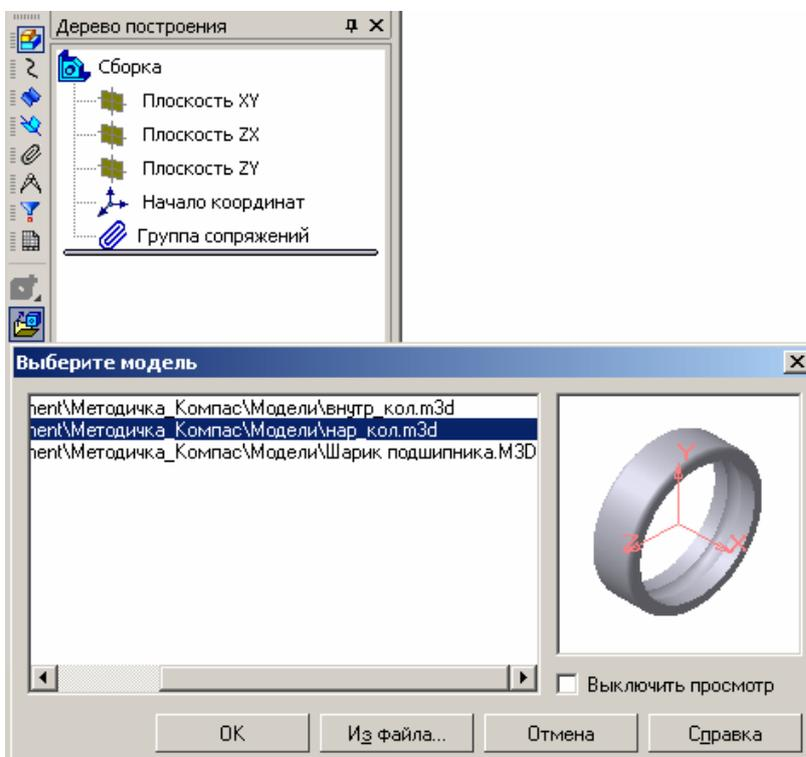 Дерево построения
Сборка
Плоскость XY
Плоскость ZX
Плоскость ZY
Начало координат
Группа сопряжений
Выберите модель
nent\Методичка_Компас\Модели\внутр_кол.m3d
nent\Методичка_Компас\Модели\нар_кол.m3d
nent\Методичка_Компас\Модели\Шарик подшипника.M3D
Y
Z
X
Выключить просмотр
OK
Из файла...
Отмена
Справка